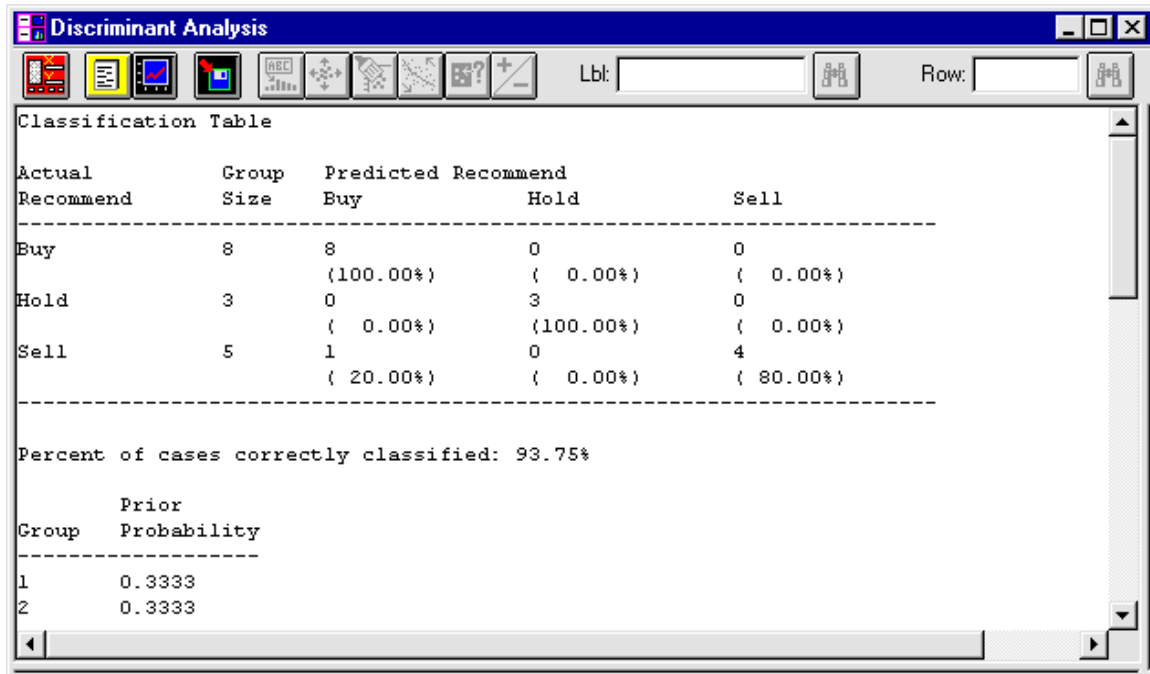 Discriminant Analysis
ABC Lbl: Row:
Classification Table
Actual Group Predicted Recommend
Recommend Size Buy Hold Sell
------------------------------------------------------------------------
Buy 8 8 0 0
(100.00%) (  0.00%) (  0.00%)
Hold 3 0 3 0
(  0.00%) (100.00%) (  0.00%)
Sell 5 1 0 4
( 20.00%) (  0.00%) ( 80.00%)
------------------------------------------------------------------------
Percent of cases correctly classified: 93.75%
Prior
Group Probability
-------------------
1 0.3333
2 0.3333